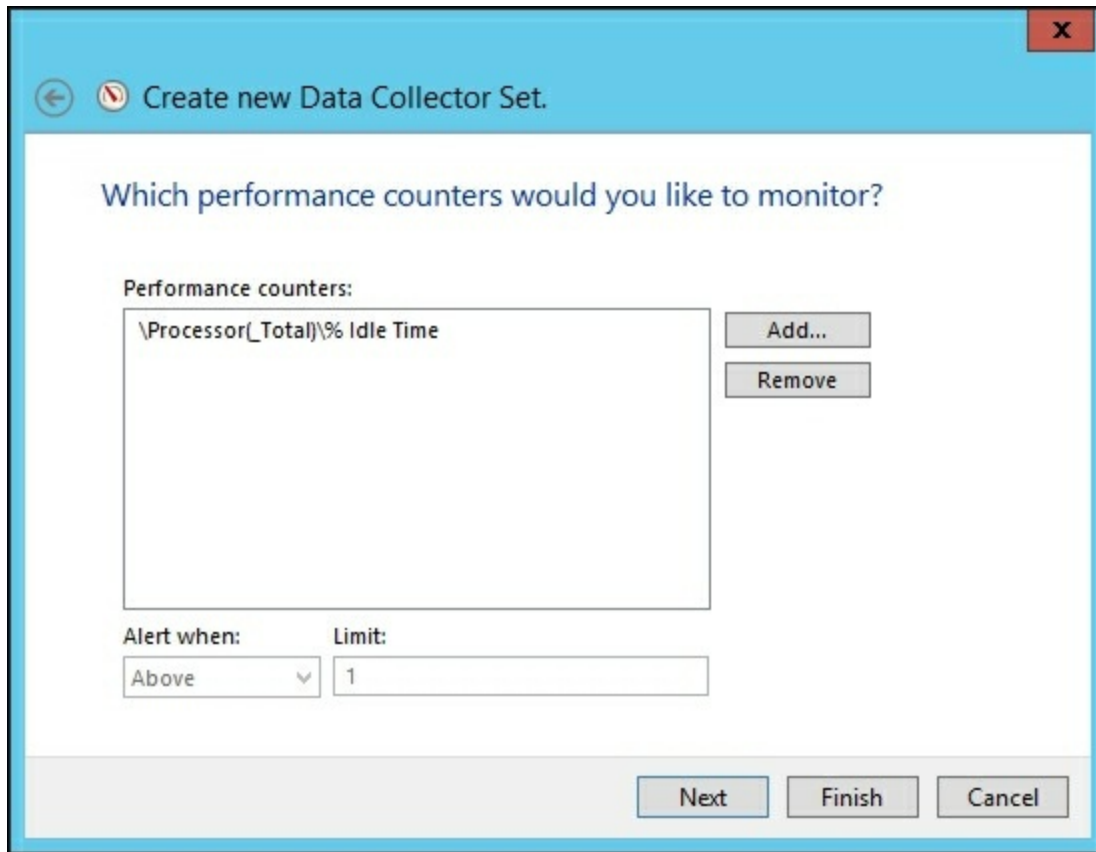 x
Create new Data Collector Set.
Which performance counters would you like to monitor?
Performance counters:
\Processor(_Total)\% Idle Time
Add...
Remove
Alert when: Limit:
Above 1
Next Finish Cancel